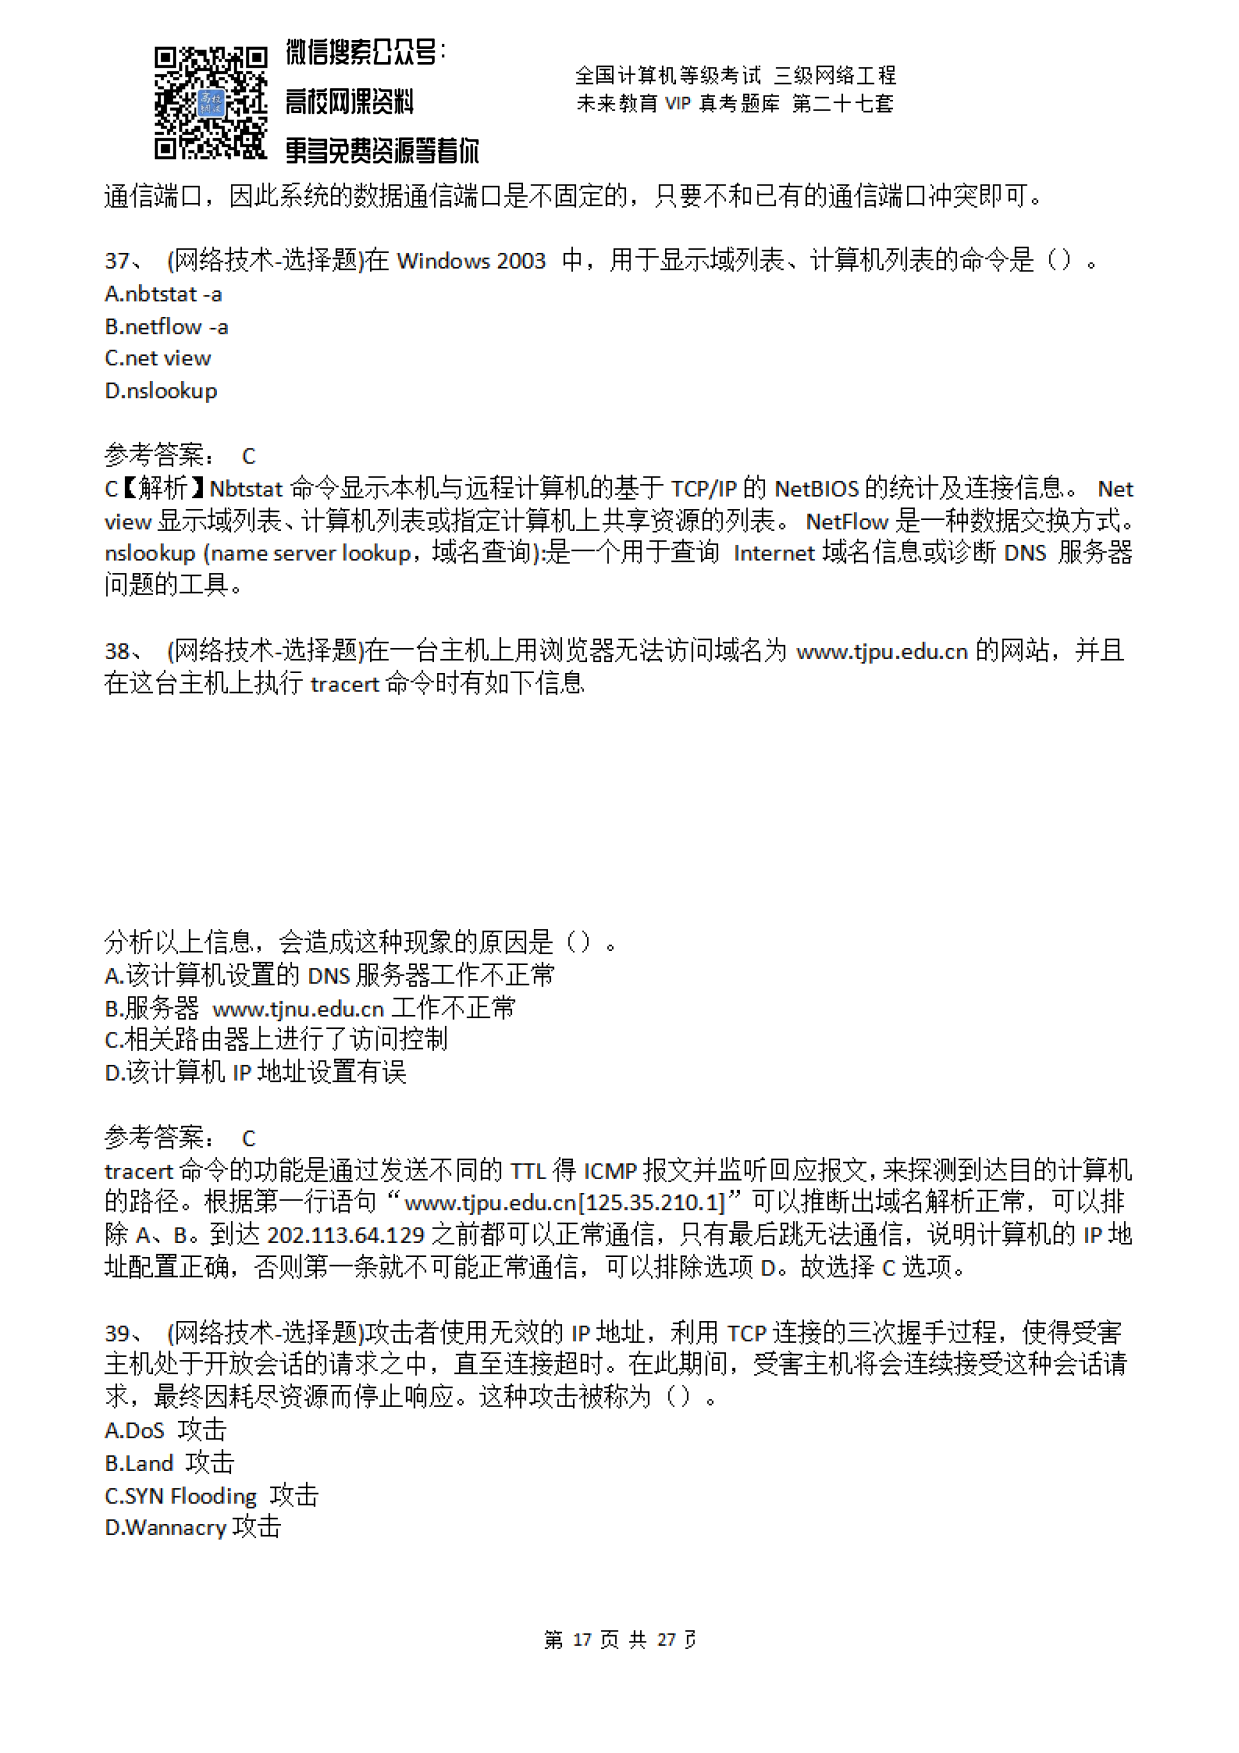 微信搜索公众号：
高校网课资料
更多免费资源等着你
全国计算机等级考试 三级网络工程
未来教育 VIP 真考题库 第二十七套
通信端口，因此系统的数据通信端口是不固定的，只要不和已有的通信端口冲突即可。
37、 (网络技术-选择题)在 Windows 2003 中，用于显示域列表、计算机列表的命令是（）。
A.nbtstat -a
B.netflow -a
C.net view
D.nslookup
参考答案： C
C【解析】Nbtstat 命令显示本机与远程计算机的基于 TCP/IP 的 NetBIOS 的统计及连接信息。 Net
view 显示域列表、计算机列表或指定计算机上共享资源的列表。 NetFlow 是一种数据交换方式。
nslookup (name server lookup，域名查询):是一个用于查询 Internet 域名信息或诊断 DNS 服务器
问题的工具。
38、 (网络技术-选择题)在一台主机上用浏览器无法访问域名为 www.tjpu.edu.cn 的网站，并且
在这台主机上执行 tracert 命令时有如下信息
分析以上信息，会造成这种现象的原因是（）。
A.该计算机设置的 DNS 服务器工作不正常
B.服务器 www.tjnu.edu.cn 工作不正常
C.相关路由器上进行了访问控制
D.该计算机 IP 地址设置有误
参考答案： C
tracert 命令的功能是通过发送不同的 TTL 得 ICMP 报文并监听回应报文，来探测到达目的计算机
的路径。根据第一行语句“www.tjpu.edu.cn[125.35.210.1]”可以推断出域名解析正常，可以排
除 A、B。到达 202.113.64.129 之前都可以正常通信，只有最后跳无法通信，说明计算机的 IP 地
址配置正确，否则第一条就不可能正常通信，可以排除选项 D。故选择 C 选项。
39、 (网络技术-选择题)攻击者使用无效的 IP 地址，利用 TCP 连接的三次握手过程，使得受害
主机处于开放会话的请求之中，直至连接超时。在此期间，受害主机将会连续接受这种会话请
求，最终因耗尽资源而停止响应。这种攻击被称为（）。
A.DoS 攻击
B.Land 攻击
C.SYN Flooding 攻击
D.Wannacry 攻击
第 17 页 共 27 页